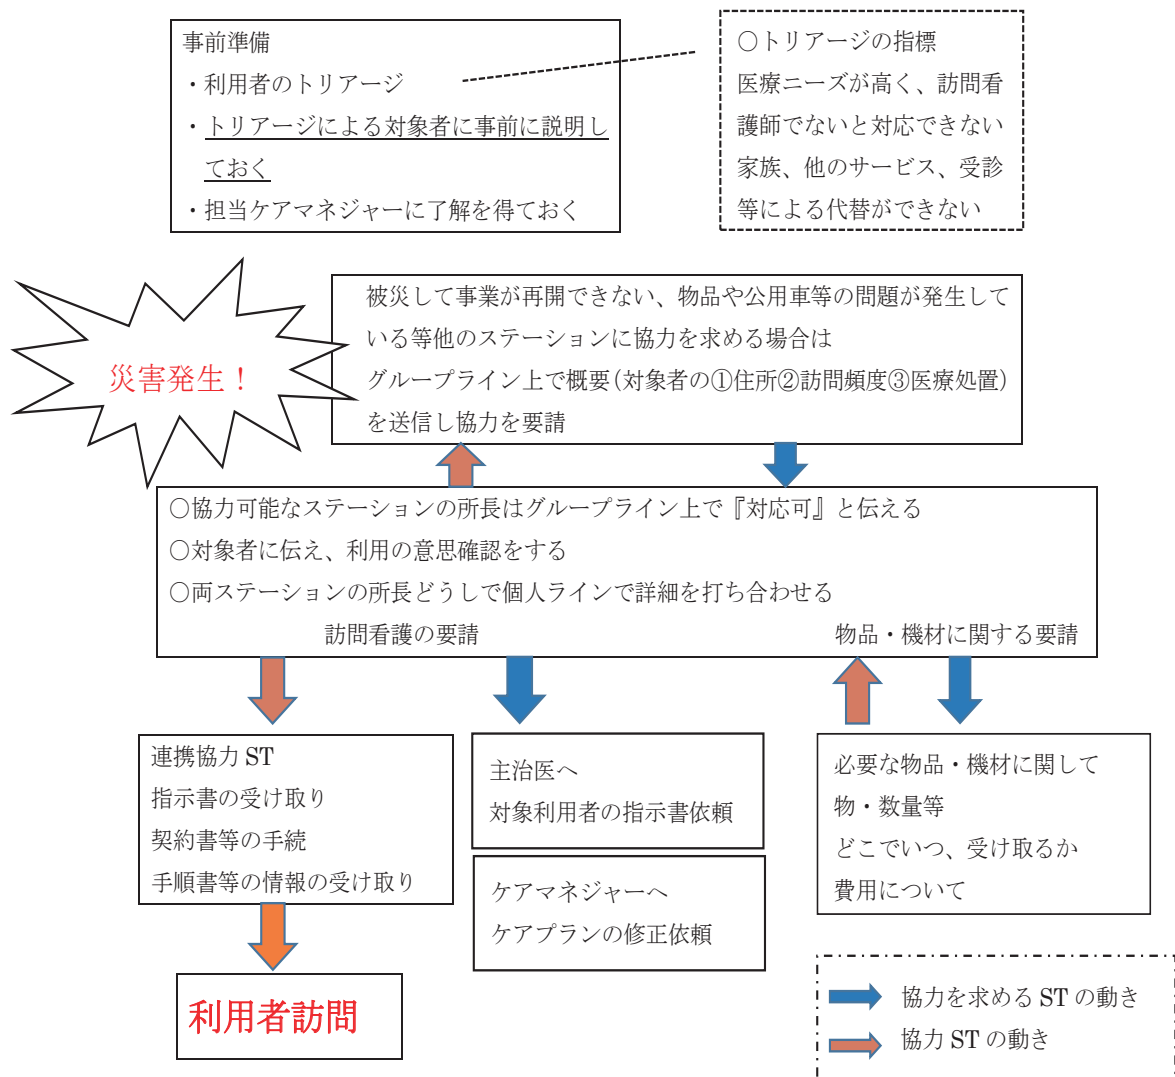 事前準備
・利用者のトリアージ
・トリアージによる対象者に事前に説明し
ておく
・担当ケアマネジャーに了解を得ておく
〇トリアージの指標
医療ニーズが高く、訪問看
護師でないと対応できない
家族、他のサービス、受診
等による代替ができない
災害発生！
被災して事業が再開できない、物品や公用車等の問題が発生して
いる等他のステーションに協力を求める場合は
グループライン上で概要(対象者の①住所②訪問頻度③医療処置)
を送信し協力を要請
〇協力可能なステーションの所長はグループライン上で『対応可』と伝える
〇対象者に伝え、利用の意思確認をする
〇両ステーションの所長どうしで個人ラインで詳細を打ち合わせる
訪問看護の要請 物品・機材に関する要請
連携協力 ST
指示書の受け取り
契約書等の手続
手順書等の情報の受け取り
主治医へ
対象利用者の指示書依頼
ケアマネジャーへ
ケアプランの修正依頼
必要な物品・機材に関して
物・数量等
どこでいつ、受け取るか
費用について
利用者訪問
協力を求める ST の動き
協力 ST の動き